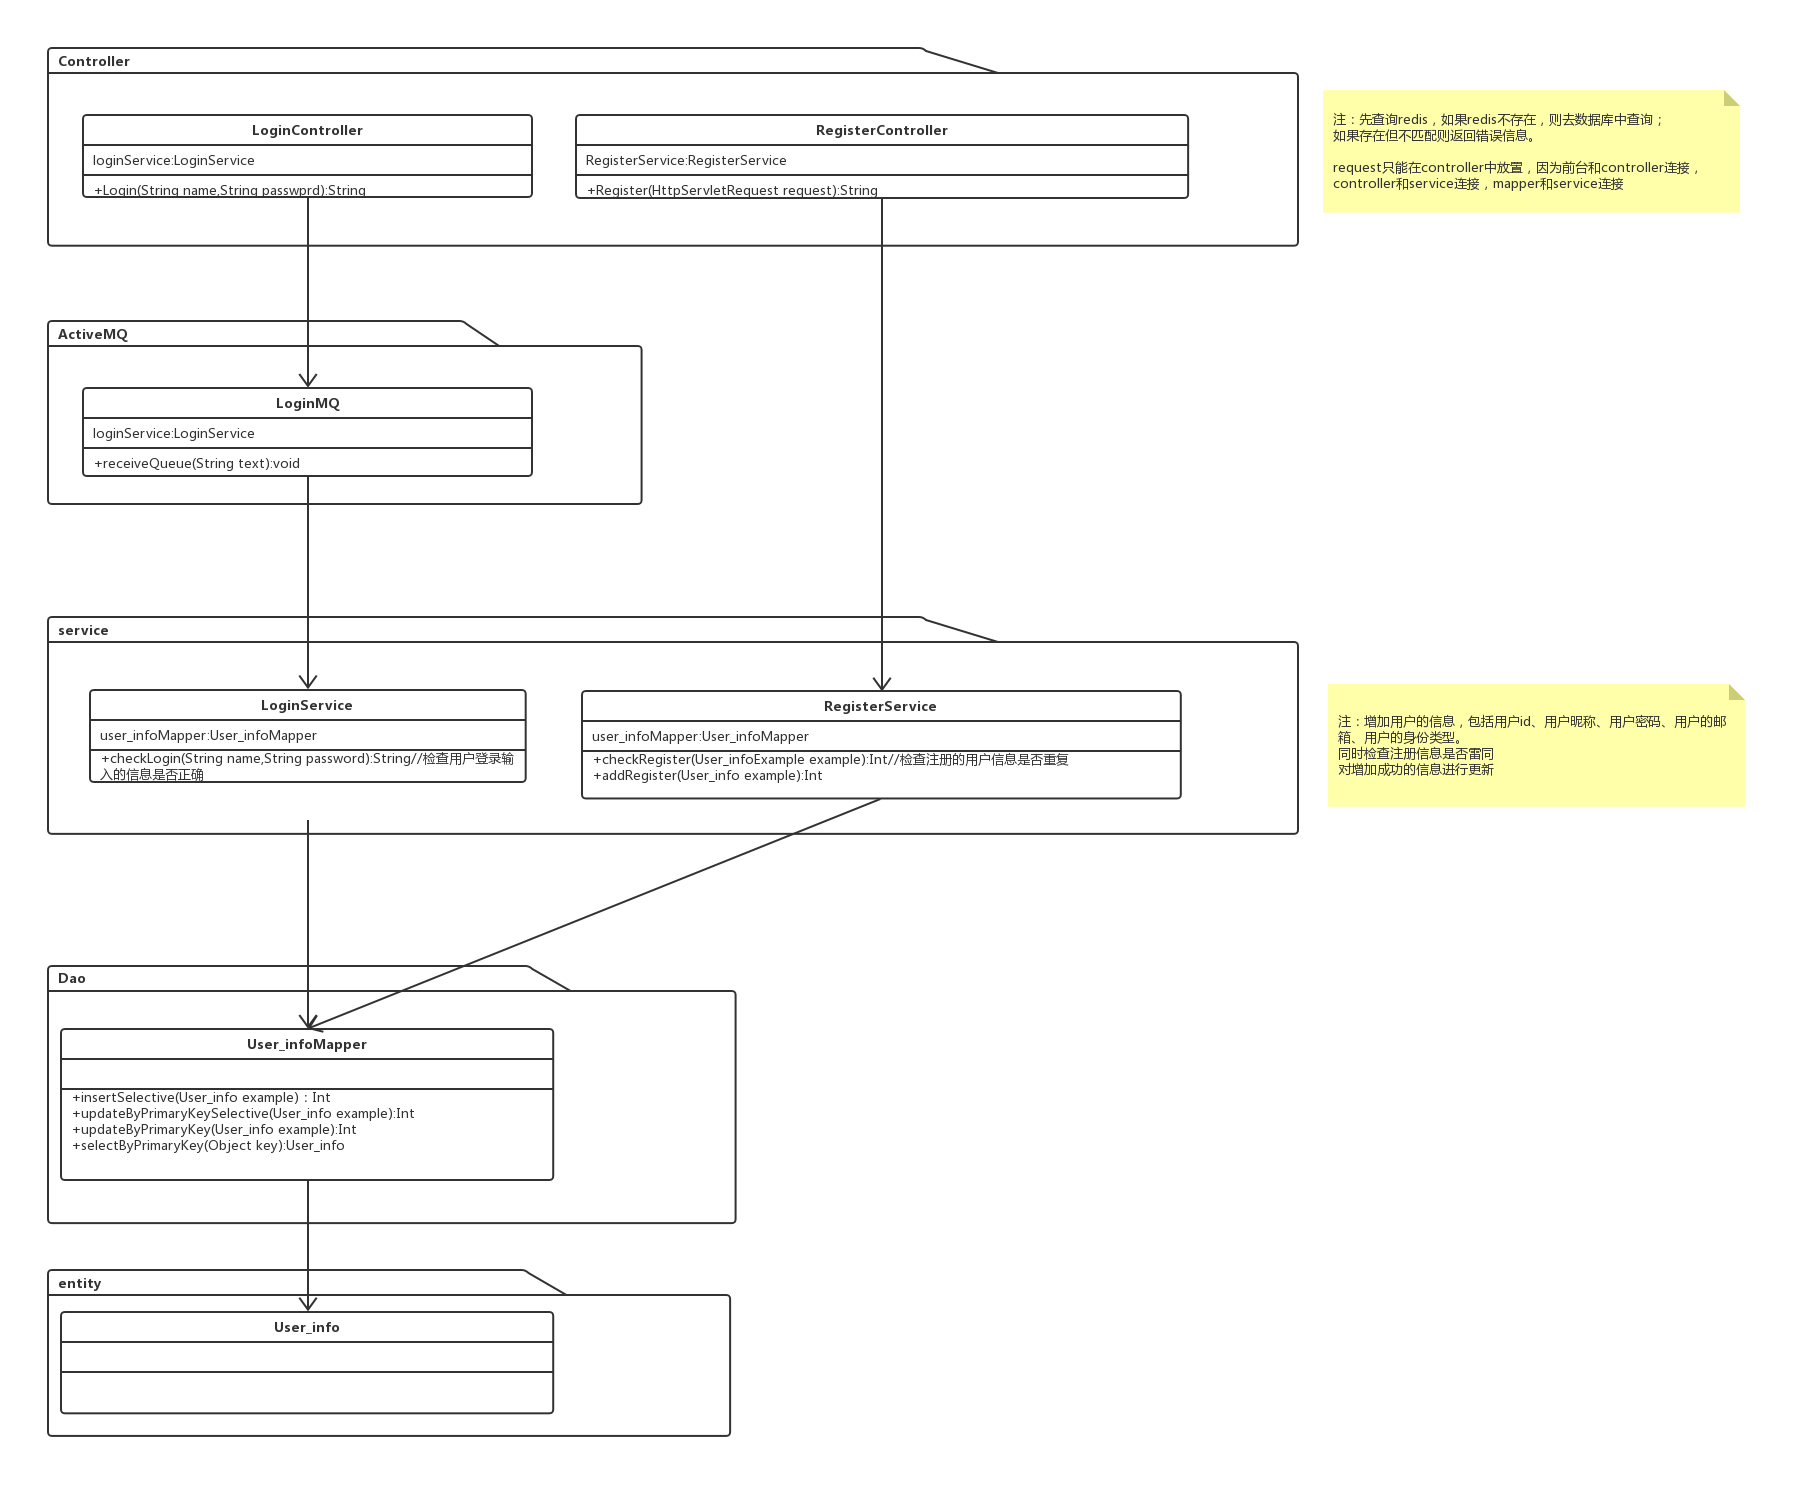 Controller
LoginController
loginService:LoginService
+Login(String name,String passwprd):String
RegisterController
RegisterService:RegisterService
+Register(HttpServletRequest request):String
注：先查询redis，如果redis不存在，则去数据库中查询；
如果存在但不匹配则返回错误信息。
request只能在controller中放置，因为前台和controller连接，
controller和service连接，mapper和service连接
ActiveMQ
LoginMQ
loginService:LoginService
+receiveQueue(String text):void
service
LoginService
user_infoMapper:User_infoMapper
+checkLogin(String name,String password):String//检查用户登录输
入的信息是否正确
RegisterService
user_infoMapper:User_infoMapper
+checkRegister(User_infoExample example):Int//检查注册的用户信息是否重复
+addRegister(User_info example):Int
注：增加用户的信息，包括用户id、用户昵称、用户密码、用户的邮
箱、用户的身份类型。
同时检查注册信息是否雷同
对增加成功的信息进行更新
Dao
User_infoMapper
+insertSelective(User_info example)：Int
+updateByPrimaryKeySelective(User_info example):Int
+updateByPrimaryKey(User_info example):Int
+selectByPrimaryKey(Object key):User_info
entity
User_info